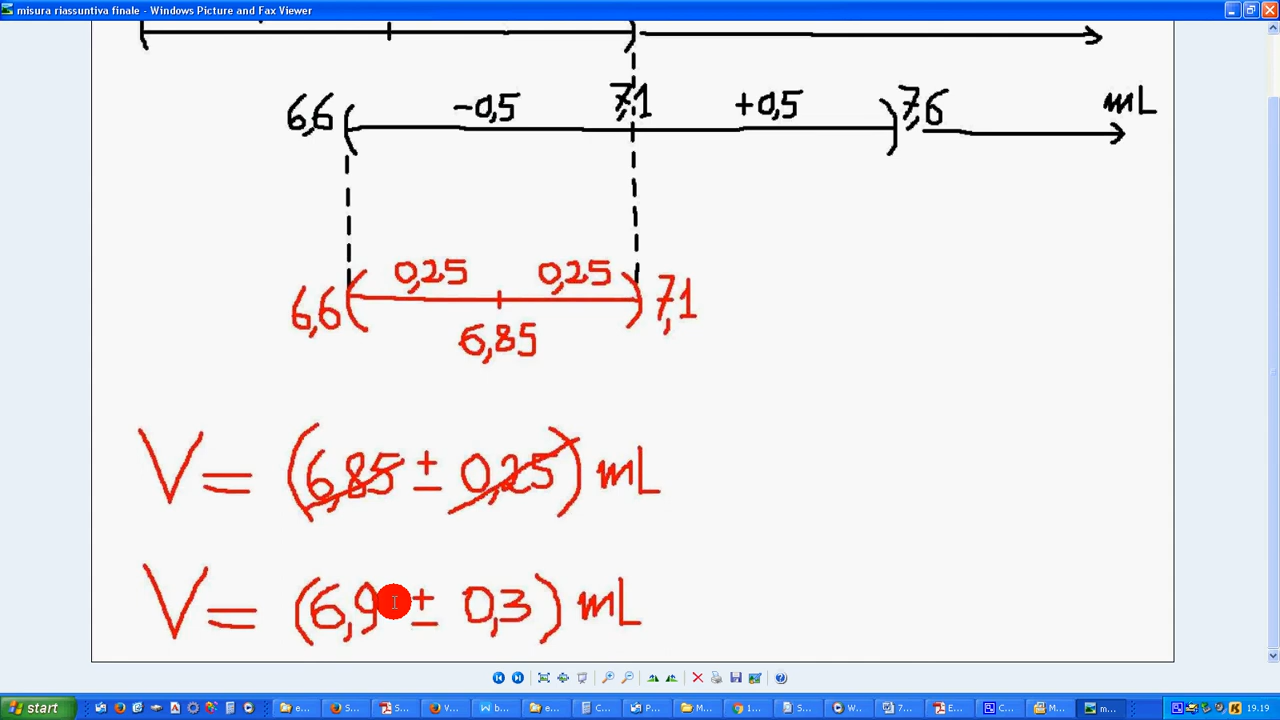 misura riassuntiva finale - Windows Picture and Fax Viewer
6,6 -0,5 7,1 +0,5 7,6 mL
0,25 0,25
6,6 7,1
6,85
V = (6,85 ± 0,25) mL
V = (6,9 ± 0,3) mL
start e... S... S... V... b... S... e... C... P... M... 1... S... W... 7... E... C... M... m... 19.19